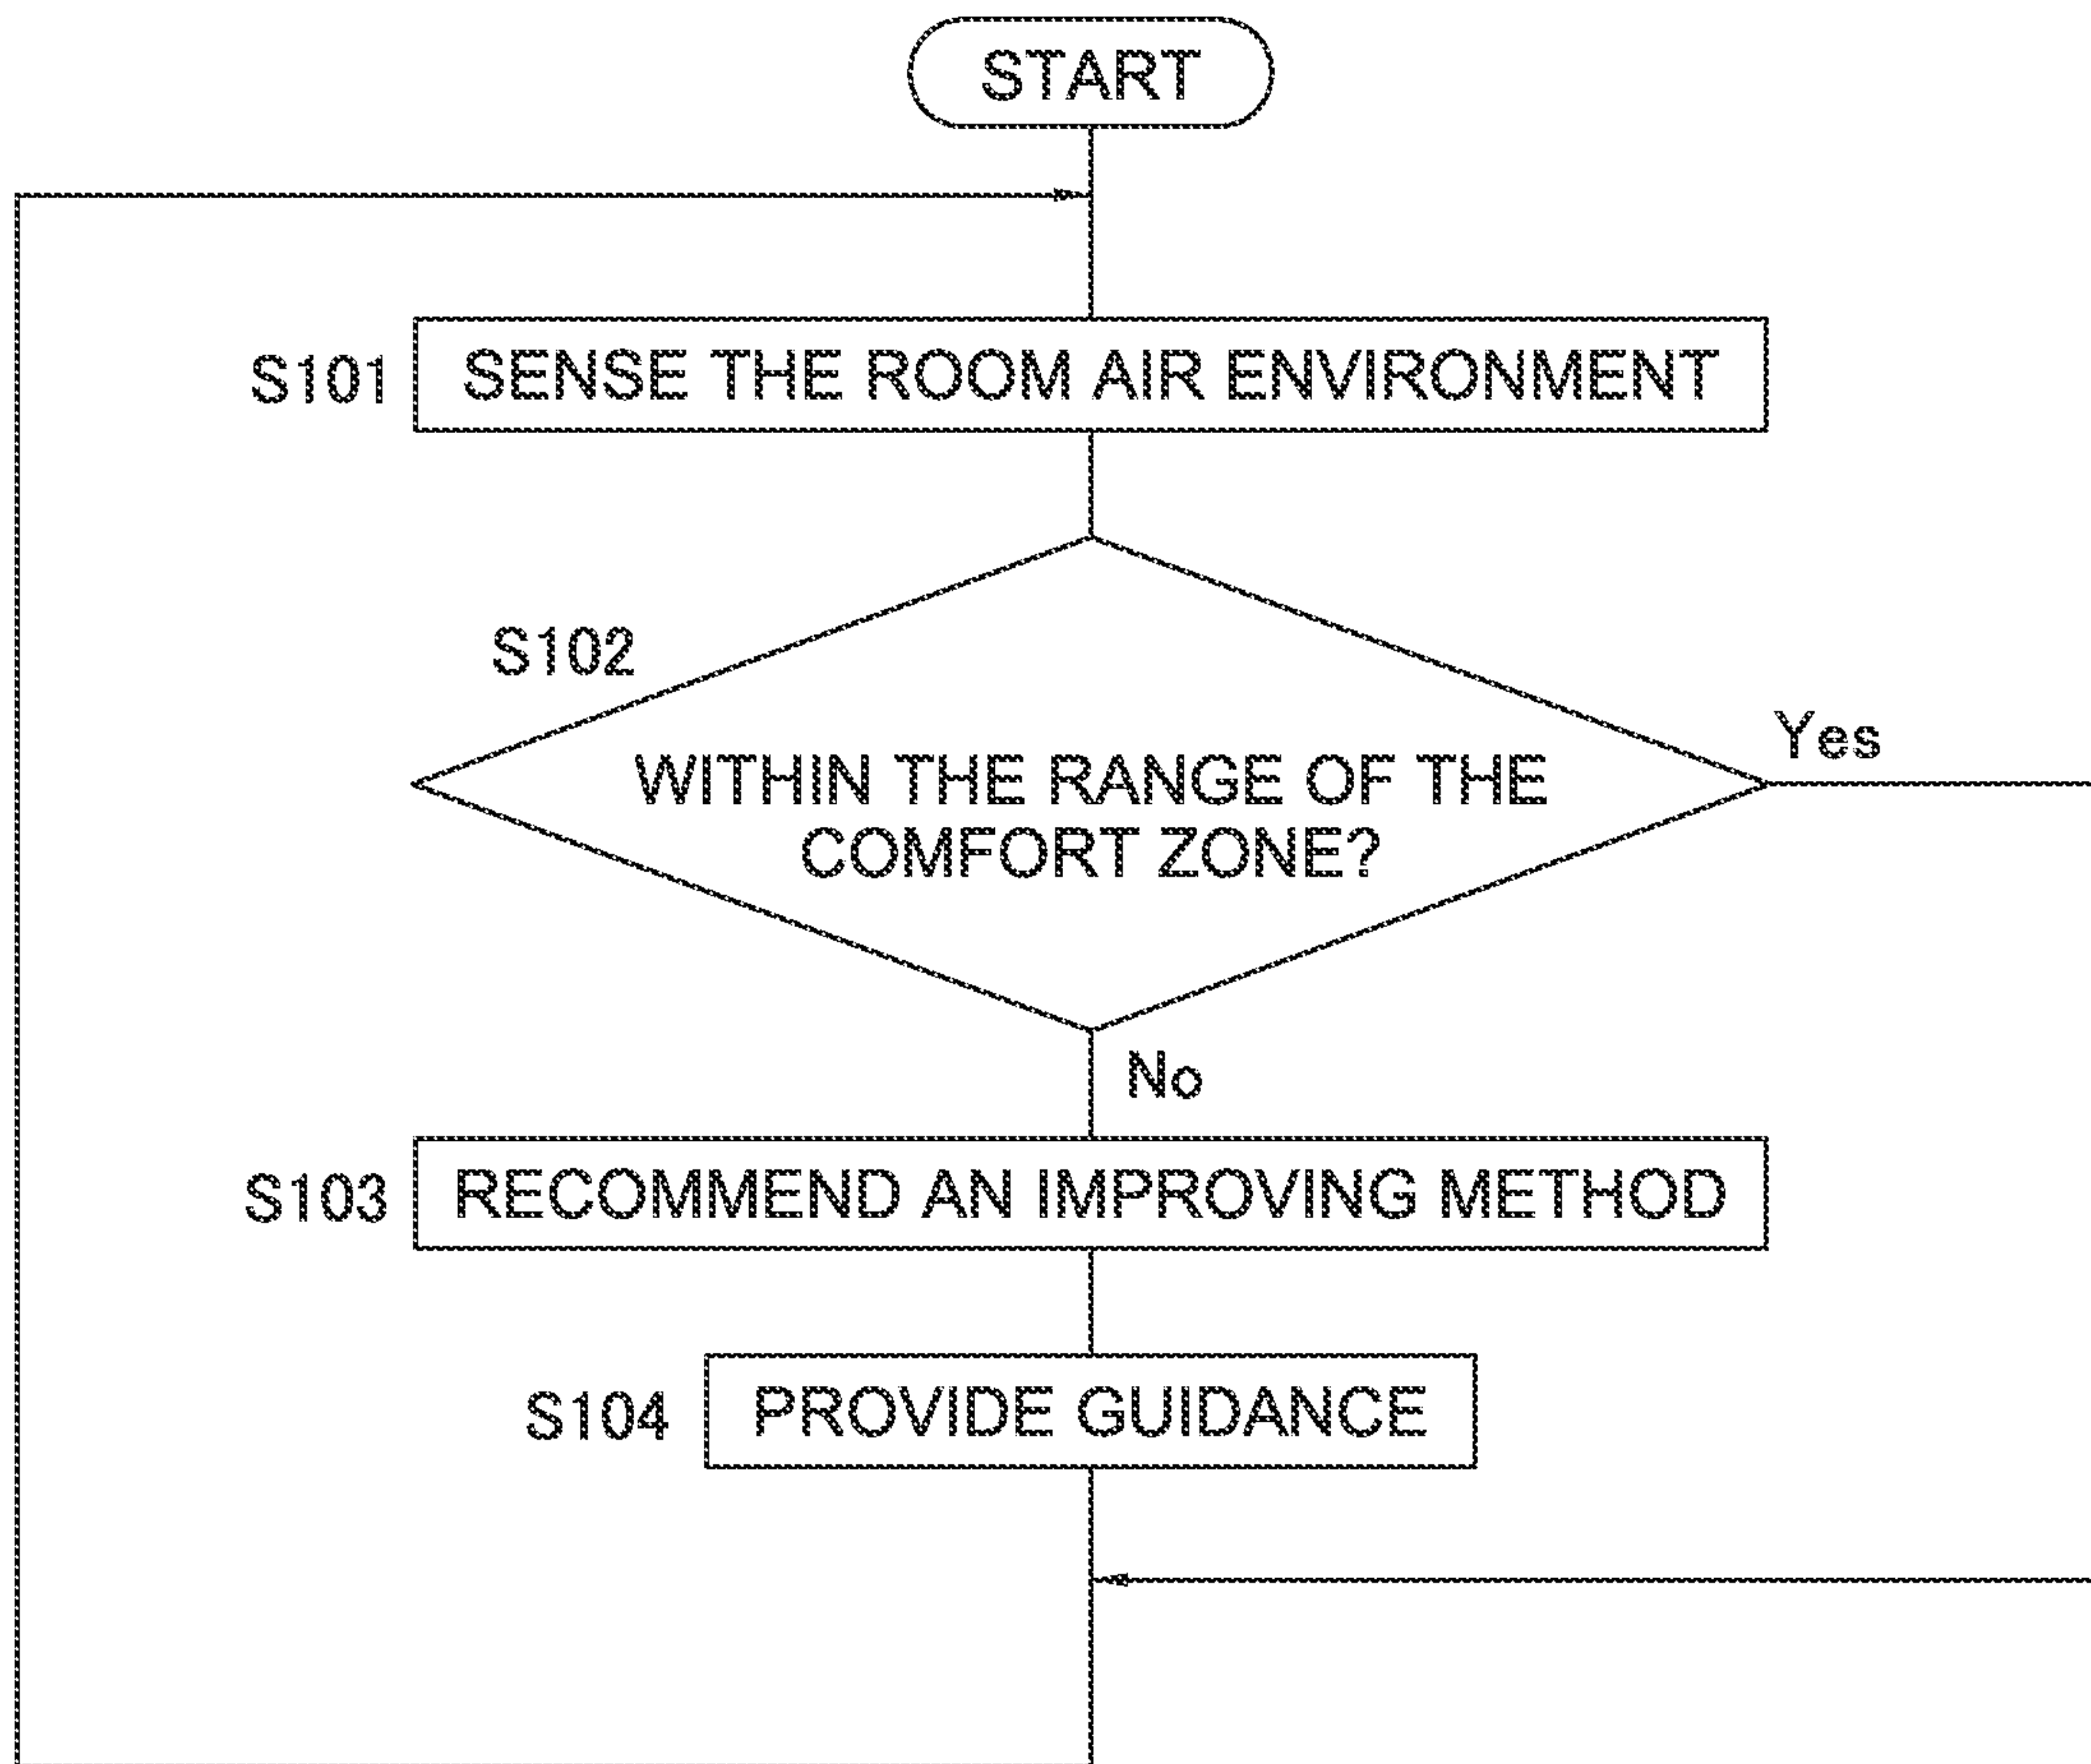 START
S101
SENSE THE ROOM AIR ENVIRONMENT
S102
Yes
WITHIN THE RANGE OF THE
COMFORT ZONE?
No
S103
RECOMMEND AN IMPROVING METHOD
S104
PROVIDE GUIDANCE